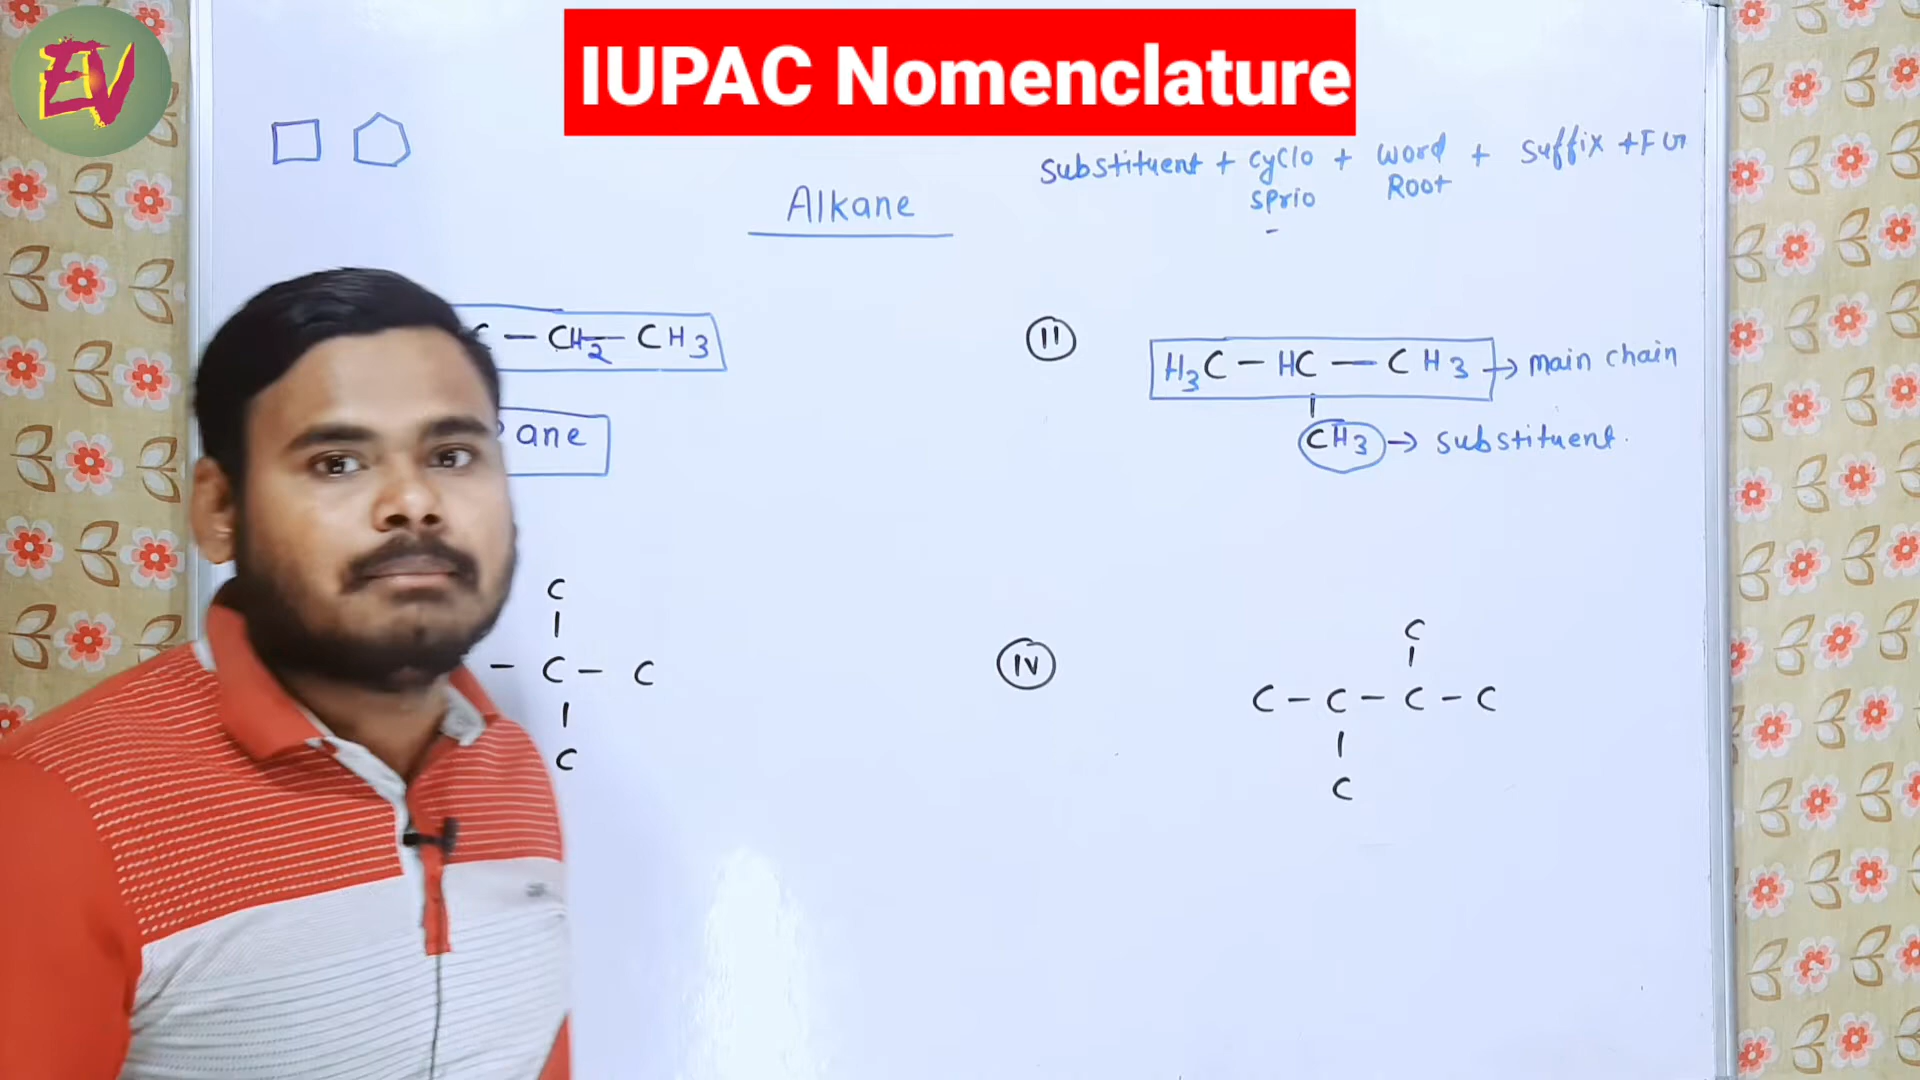 EV
IUPAC Nomenclature
Substituent + cyclo + word + suffix + FG
sprio Root
Alkane
C – CH2 – CH3
ane
II
H3C – HC – CH3 → main chain
CH3 → substituent.
C
– C – C
C
IV
C
C – C – C – C
C